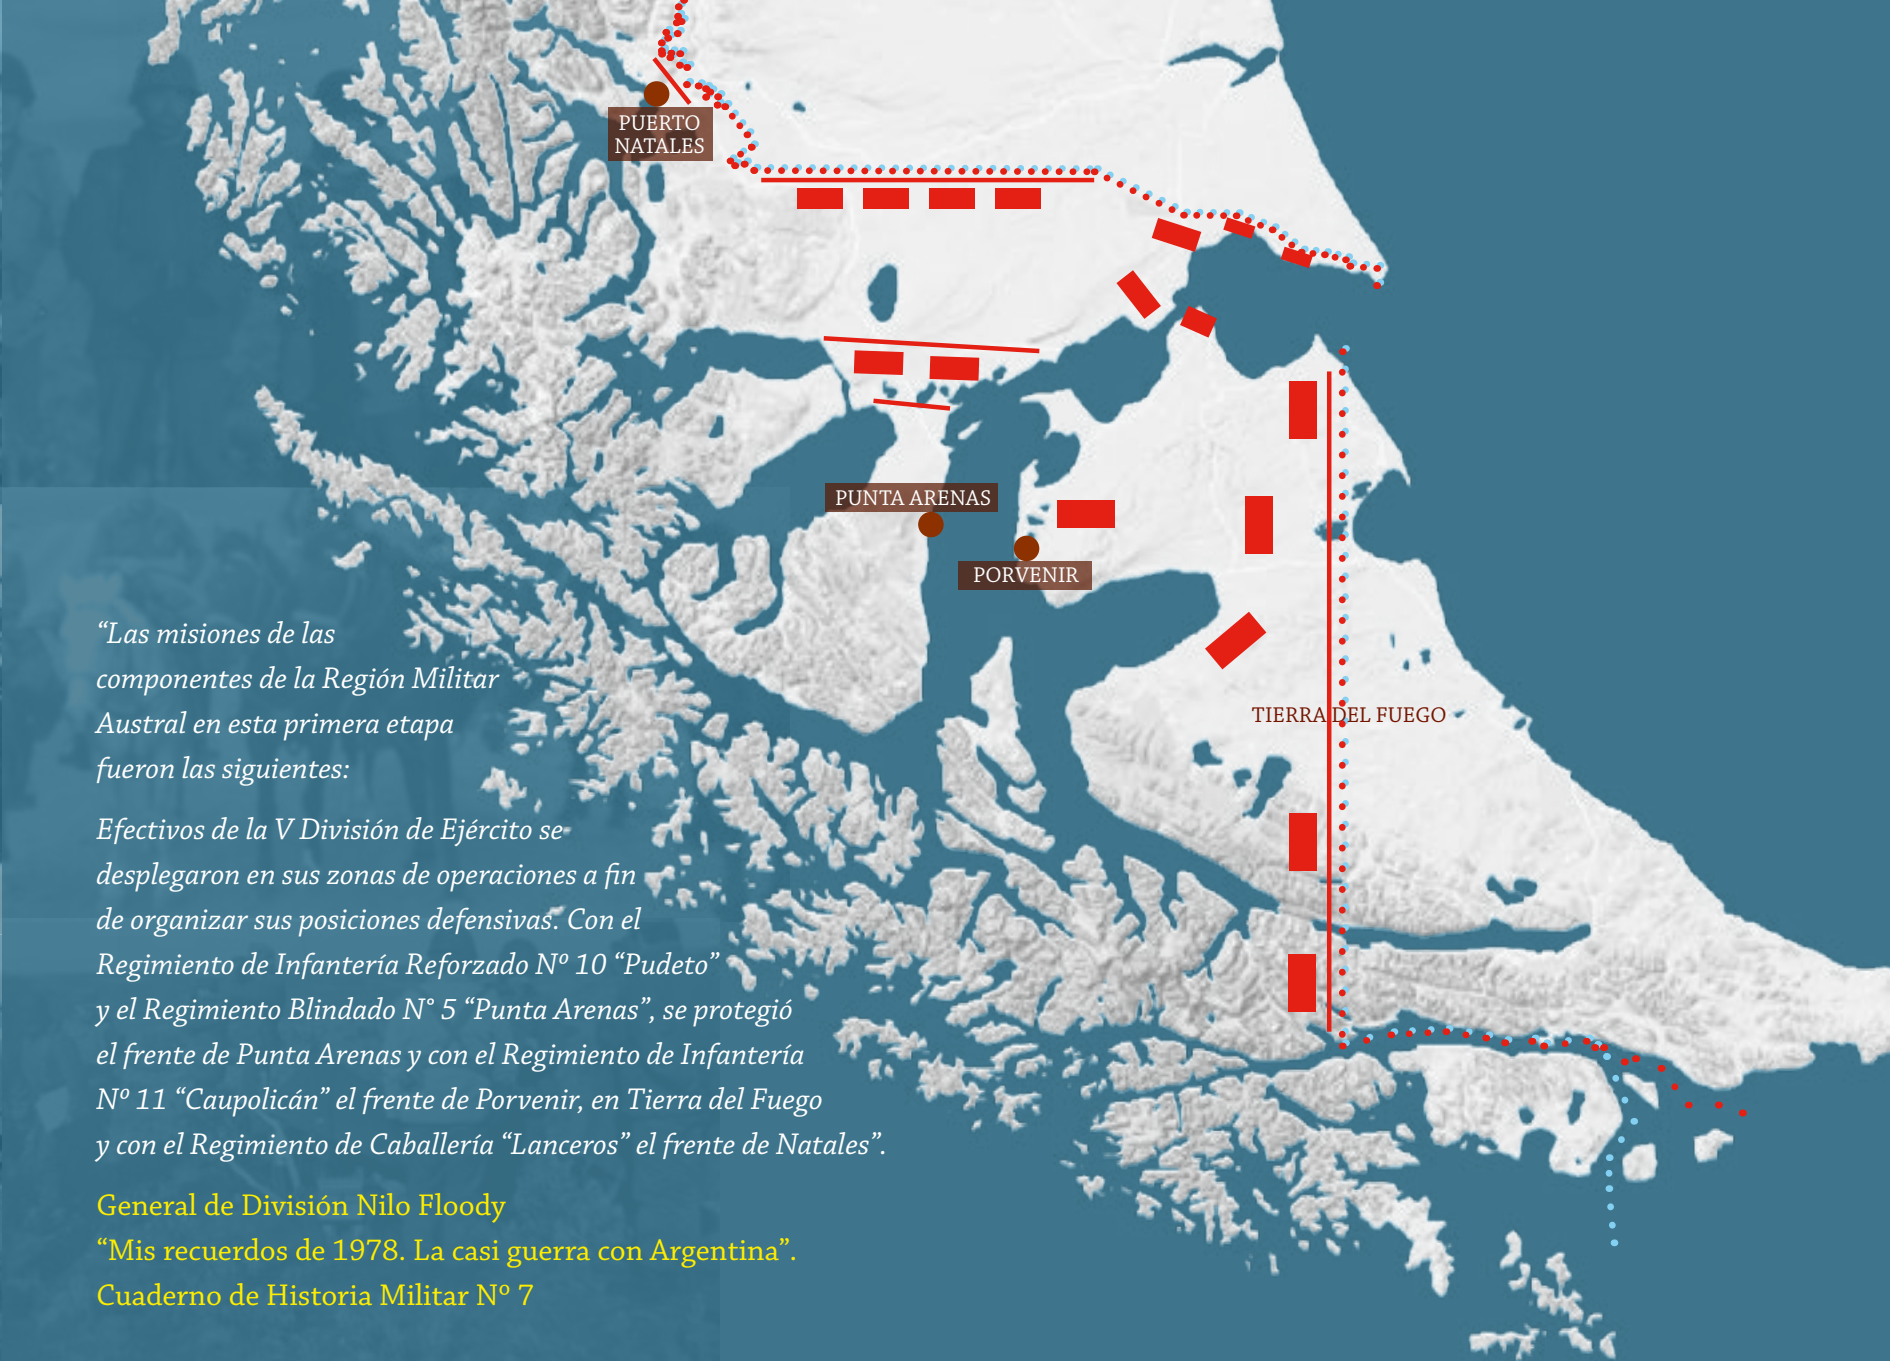 PUERTO
NATALES
PUNTA ARENAS
PORVENIR
TIERRA DEL FUEGO
“Las misiones de las
componentes de la Región Militar
Austral en esta primera etapa
fueron las siguientes:
Efectivos de la V División de Ejército se
desplegaron en sus zonas de operaciones a fin
de organizar sus posiciones defensivas. Con el
Regimiento de Infantería Reforzado Nº 10 “Pudeto”
y el Regimiento Blindado N° 5 “Punta Arenas”, se protegió
el frente de Punta Arenas y con el Regimiento de Infantería
Nº 11 “Caupolicán” el frente de Porvenir, en Tierra del Fuego
y con el Regimiento de Caballería “Lanceros” el frente de Natales”.
General de División Nilo Floody
“Mis recuerdos de 1978. La casi guerra con Argentina”.
Cuaderno de Historia Militar Nº 7